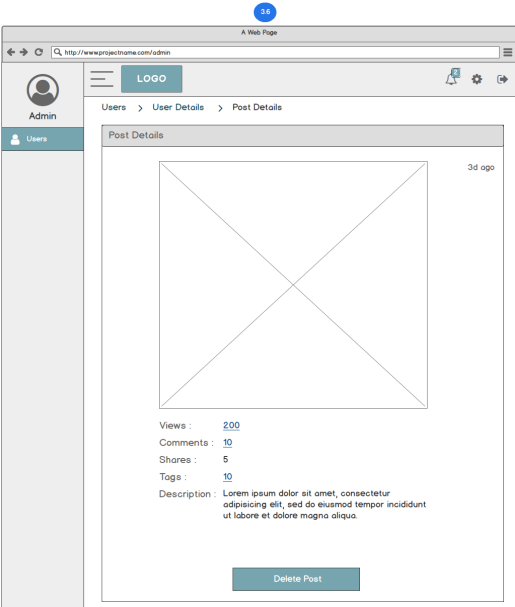 3.6
A Web Page
http://www.projectname.com/admin
LOGO
2
Admin
Users > User Details > Post Details
Users
Post Details
3d ago
Views : 200
Comments : 10
Shares : 5
Tags : 10
Description : Lorem ipsum dolor sit amet, consectetur
adipisicing elit, sed do eiusmod tempor incididunt
ut labore et dolore magna aliqua.
Delete Post